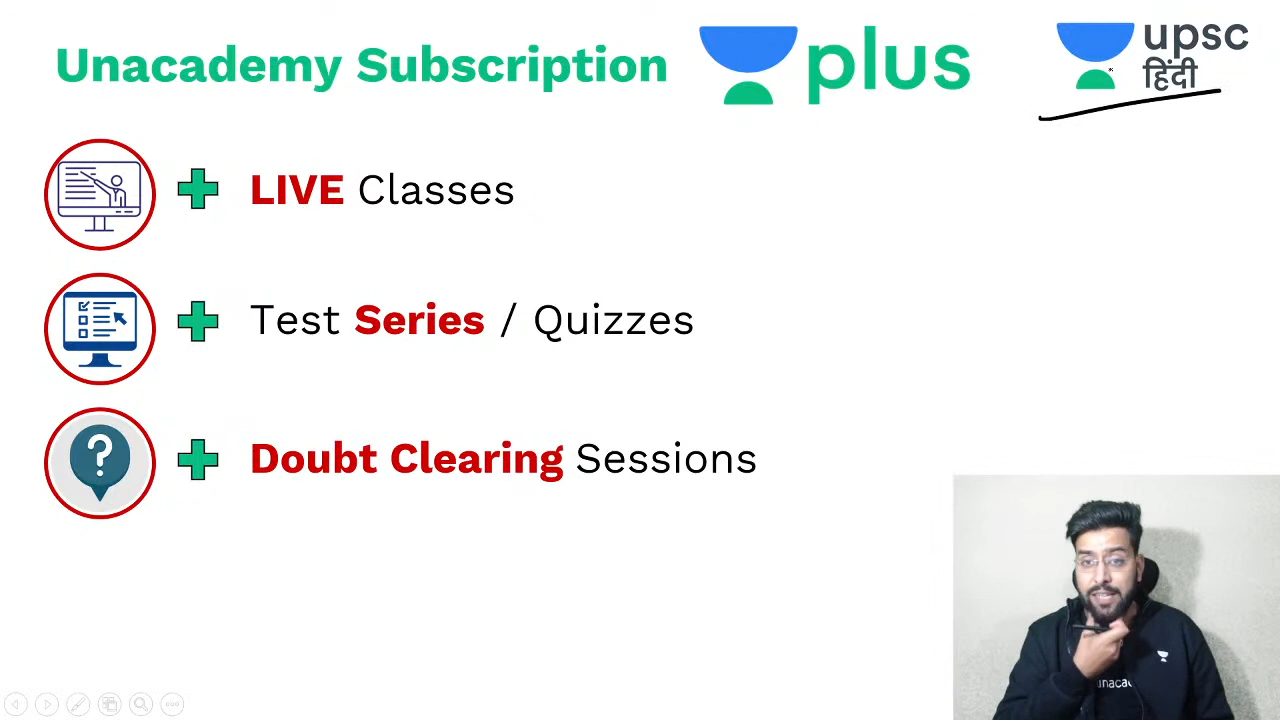 Unacademy Subscription plus
upsc
हिंदी
LIVE Classes
Test Series / Quizzes
Doubt Clearing Sessions